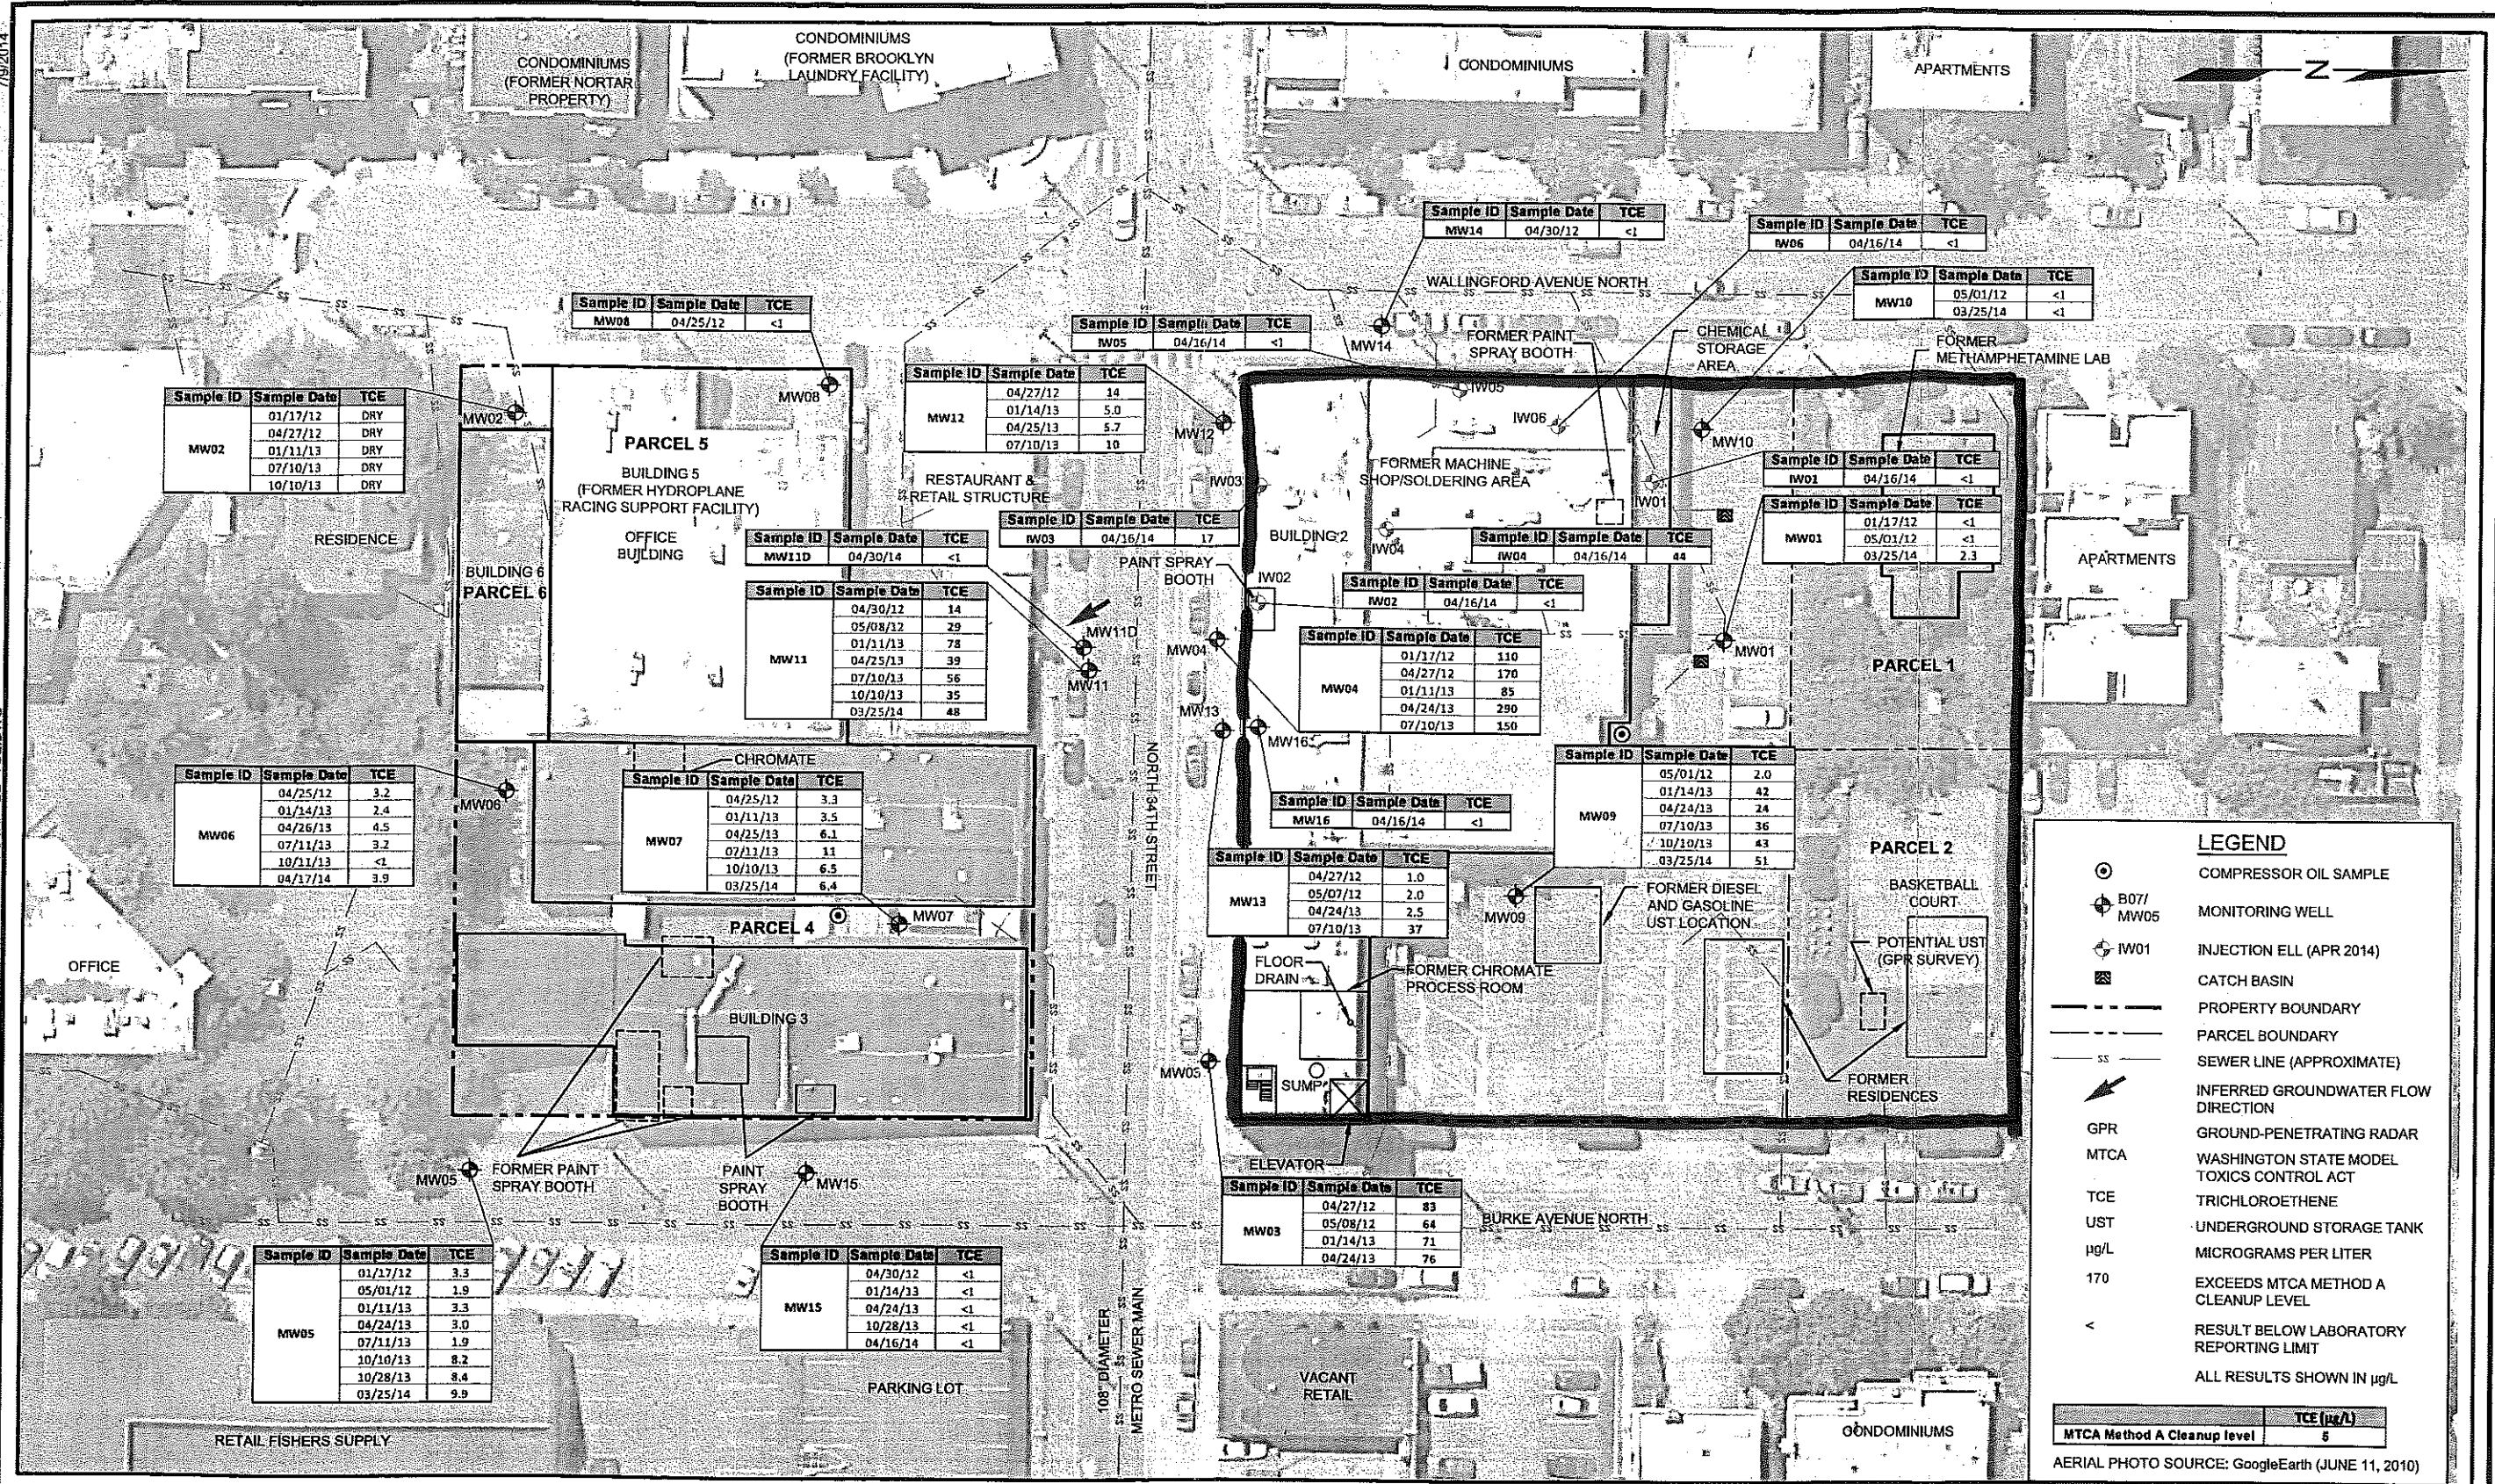 7/9/2014
CONDOMINIUMS
(FORMER NORTAR
PROPERTY)
CONDOMINIUMS
(FORMER BROOKLYN
LAUNDRY FACILITY)
CONDOMINIUMS
APARTMENTS
N
Sample ID Sample Date TCE
MW14 04/30/12 <1
Sample ID Sample Date TCE
IW06 04/16/14 <1
WALLINGFORD AVENUE NORTH
Sample ID Sample Date TCE
MW10
05/01/12 <1
03/25/14 <1
Sample ID Sample Date TCE
MW08 04/25/12 <1
Sample ID Sample Date TCE
IW05 04/16/14 <1
MW14
FORMER PAINT
SPRAY BOOTH
CHEMICAL
STORAGE
AREA
FORMER
METHAMPHETAMINE LAB
Sample ID Sample Date TCE
MW02
01/17/12 DRY
04/27/12 DRY
01/11/13 DRY
07/10/13 DRY
10/10/13 DRY
MW02
MW08
Sample ID Sample Date TCE
MW12
04/27/12 14
01/14/13 5.0
04/25/13 5.7
07/10/13 10
MW12
IW05
IW06
MW10
PARCEL 5
BUILDING 5
(FORMER HYDROPLANE
RACING SUPPORT FACILITY)
OFFICE
BUILDING
RESTAURANT &
RETAIL STRUCTURE
IW03
FORMER MACHINE
SHOP/SOLDERING AREA
IW01
Sample ID Sample Date TCE
IW01 04/16/14 <1
RESIDENCE
BUILDING 6
PARCEL 6
Sample ID Sample Date TCE
IW03 04/16/14 17
BUILDING 2
IW04
Sample ID Sample Date TCE
IW04 04/16/14 44
Sample ID Sample Date TCE
MW01
01/17/12 <1
05/01/12 <1
03/25/14 2.3
APARTMENTS
Sample ID Sample Date TCE
MW11D 04/30/14 <1
PAINT SPRAY
BOOTH
IW02
Sample ID Sample Date TCE
IW02 04/16/14 <1
Sample ID Sample Date TCE
MW11
04/30/12 14
05/08/12 29
01/11/13 78
04/25/13 39
07/10/13 56
10/10/13 35
03/25/14 48
MW11D
MW11
MW04
MW01
Sample ID Sample Date TCE
MW04
01/17/12 110
04/27/12 170
01/11/13 85
04/24/13 290
07/10/13 150
PARCEL 1
MW13
MW16
NORTH 34TH STREET
CHROMATE
Sample ID Sample Date TCE
MW06
04/25/12 3.2
01/14/13 2.4
04/26/13 4.5
07/11/13 3.2
10/11/13 <1
04/17/14 3.9
MW06
Sample ID Sample Date TCE
MW07
04/25/12 3.3
01/11/13 3.5
04/25/13 6.1
07/11/13 11
10/10/13 6.5
03/25/14 6.4
Sample ID Sample Date TCE
MW16 04/16/14 <1
Sample ID Sample Date TCE
MW09
05/01/12 2.0
01/14/13 42
04/24/13 24
07/10/13 36
10/10/13 43
03/25/14 51
PARCEL 2
Sample ID Sample Date TCE
MW13
04/27/12 1.0
05/07/12 2.0
04/24/13 2.5
07/10/13 37
MW09
FORMER DIESEL
AND GASOLINE
UST LOCATION
BASKETBALL
COURT
PARCEL 4
MW07
POTENTIAL UST
(GPR SURVEY)
OFFICE
FLOOR
DRAIN
FORMER CHROMATE
PROCESS ROOM
BUILDING 3
MW03
SUMP
FORMER
RESIDENCES
MW05
FORMER PAINT
SPRAY BOOTH
PAINT
SPRAY
BOOTH
MW15
ELEVATOR
Sample ID Sample Date TCE
MW03
04/27/12 83
05/08/12 64
01/14/13 71
04/24/13 76
BURKE AVENUE NORTH
Sample ID Sample Date TCE
MW05
01/17/12 3.3
05/01/12 1.9
01/11/13 3.3
04/24/13 3.0
07/11/13 1.9
10/10/13 8.2
10/28/13 8.4
03/25/14 9.9
Sample ID Sample Date TCE
MW15
04/30/12 <1
01/14/13 <1
04/24/13 <1
10/28/13 <1
04/16/14 <1
108" DIAMETER
METRO SEWER MAIN
PARKING LOT
VACANT
RETAIL
CONDOMINIUMS
RETAIL FISHERS SUPPLY
LEGEND
COMPRESSOR OIL SAMPLE
B07/
MW05 MONITORING WELL
IW01 INJECTION ELL (APR 2014)
CATCH BASIN
PROPERTY BOUNDARY
PARCEL BOUNDARY
SS SEWER LINE (APPROXIMATE)
INFERRED GROUNDWATER FLOW
DIRECTION
GPR GROUND-PENETRATING RADAR
MTCA WASHINGTON STATE MODEL
TOXICS CONTROL ACT
TCE TRICHLOROETHENE
UST UNDERGROUND STORAGE TANK
µg/L MICROGRAMS PER LITER
170 EXCEEDS MTCA METHOD A
CLEANUP LEVEL
< RESULT BELOW LABORATORY
REPORTING LIMIT
ALL RESULTS SHOWN IN µg/L
TCE (µg/L)
MTCA Method A Cleanup level 5
AERIAL PHOTO SOURCE: GoogleEarth (JUNE 11, 2010)